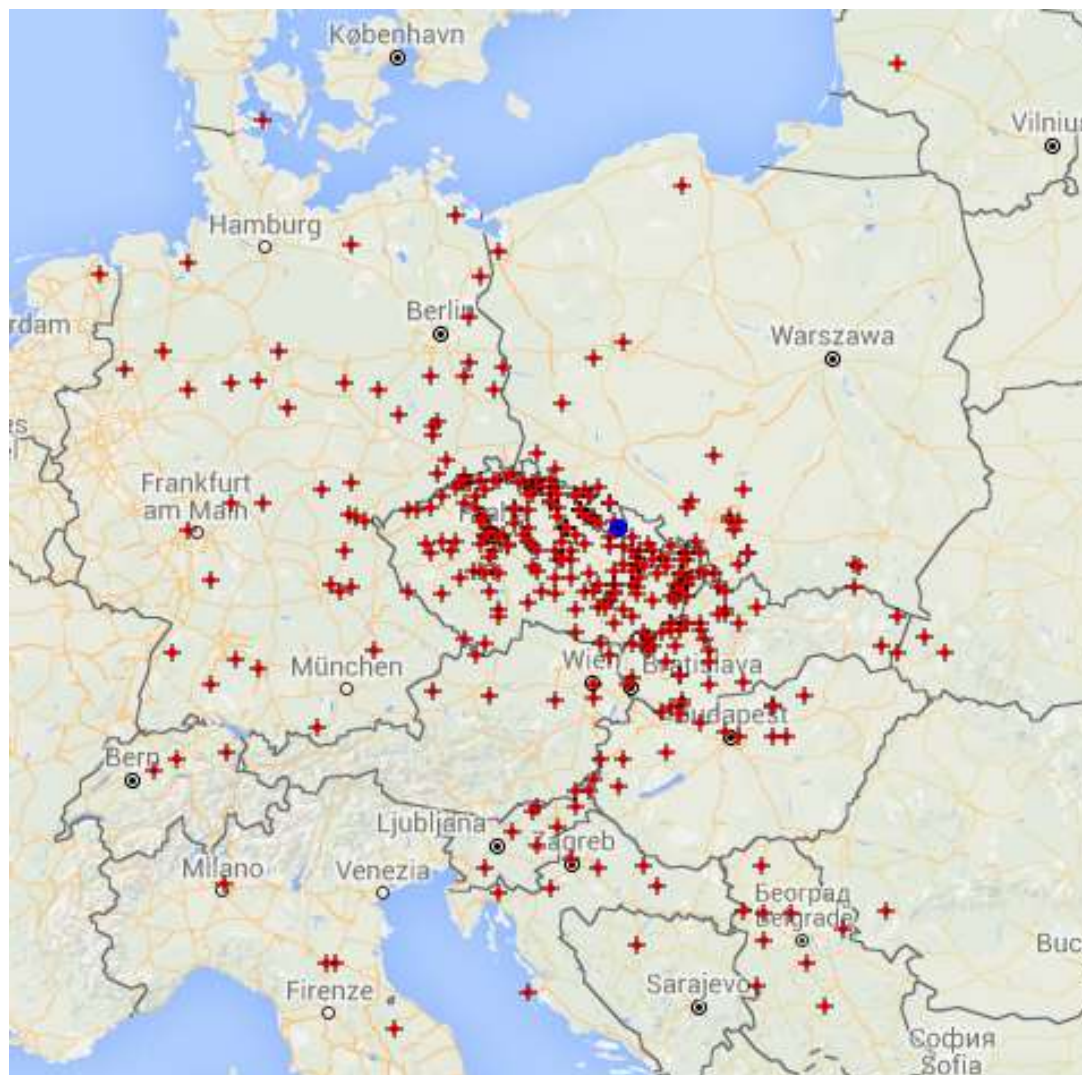 København
Vilnius
Hamburg
rdam
Berlin
Warszawa
es
Frankfurt
am Main
Wien
Bratislava
München
Budapest
Bern
Ljubljana
Zagreb
Milano
Venezia
Београд
Belgrade
Buc
Firenze
Sarajevo
София
Sofia